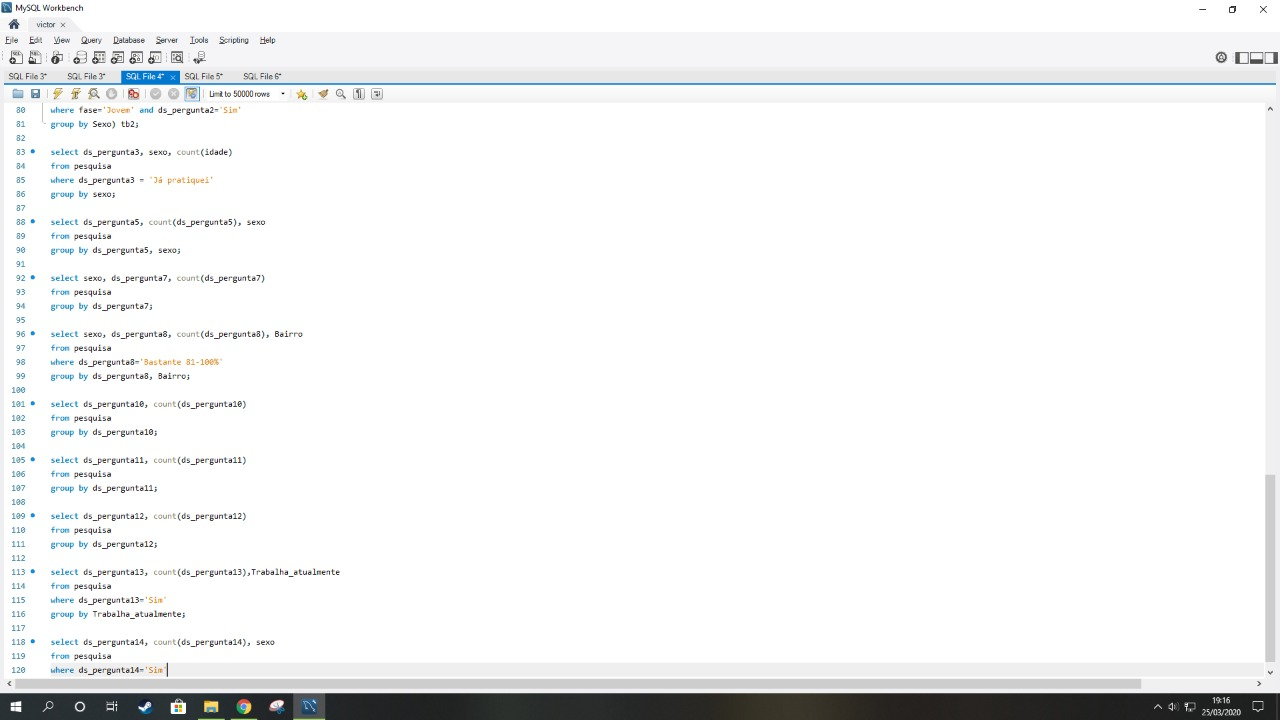 MySQL Workbench
victor
File Edit View Query Database Server Tools Scripting Help
SQL File 3* SQL File 3* SQL File 4* SQL File 5* SQL File 6*
Limit to 50000 rows
80 where fase='Jovem' and ds_pergunta2='Sim'
81 group by Sexo) tb2;
82
83 select ds_pergunta3, sexo, count(idade)
84 from pesquisa
85 where ds_pergunta3 = 'Já pratiquei'
86 group by sexo;
87
88 select ds_pergunta5, count(ds_pergunta5), sexo
89 from pesquisa
90 group by ds_pergunta5, sexo;
91
92 select sexo, ds_pergunta7, count(ds_pergunta7)
93 from pesquisa
94 group by ds_pergunta7;
95
96 select sexo, ds_pergunta8, count(ds_pergunta8), Bairro
97 from pesquisa
98 where ds_pergunta8='Bastante 81-100%'
99 group by ds_pergunta8, Bairro;
100
101 select ds_pergunta10, count(ds_pergunta10)
102 from pesquisa
103 group by ds_pergunta10;
104
105 select ds_pergunta11, count(ds_pergunta11)
106 from pesquisa
107 group by ds_pergunta11;
108
109 select ds_pergunta12, count(ds_pergunta12)
110 from pesquisa
111 group by ds_pergunta12;
112
113 select ds_pergunta13, count(ds_pergunta13),Trabalha_atualmente
114 from pesquisa
115 where ds_pergunta13='Sim'
116 group by Trabalha_atualmente;
117
118 select ds_pergunta14, count(ds_pergunta14), sexo
119 from pesquisa
120 where ds_pergunta14='Sim'
19:16
25/03/2020